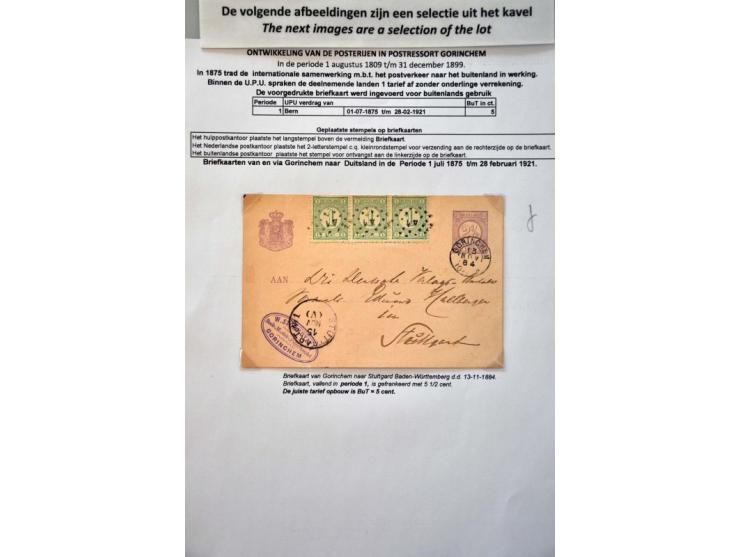 De volgende afbeeldingen zijn een selectie uit het kavel
The next images are a selection of the lot
ONTWIKKELING VAN DE POSTERIJEN IN POSTRESSORT GORINCHEM
In de periode 1 augustus 1809 t/m 31 december 1899.
In 1875 trad de internationale samenwerking m.b.t. het postverkeer naar het buitenland in werking.
Binnen de U.P.U. spraken de deelnemende landen 1 tarief af zonder onderlinge verrekening.
De voorgedrukte briefkaart werd ingevoerd voor buitenlands gebruik
Periode UPU verdrag van BuT in ct.
1 Bern 01-07-1875 t/m 28-02-1921 5
Geplaatste stempels op briefkaarten
Het hulppostkantoor plaatste het langstempel boven de vermelding Briefkaart.
Het Nederlandse postkantoor plaatste het 2-letterstempel c.q. kleinrondstempel voor verzending aan de rechterzijde op de briefkaart.
Het buitenlandse postkantoor plaatste het stempel voor ontvangst aan de linkerzijde op de briefkaart.
Briefkaarten van en via Gorinchem naar Duitsland in de Periode 1 juli 1875 t/m 28 februari 1921.
GORINCHEM
84
AAN
Stuttgart
STUTTGART
15
(V)
GORINCHEM
Briefkaart van Gorinchem naar Stuttgard Baden-Württemberg d.d. 13-11-1884.
Briefkaart, vallend in periode 1, is gefrankeerd met 5 1/2 cent.
De juiste tarief opbouw is BuT = 5 cent.